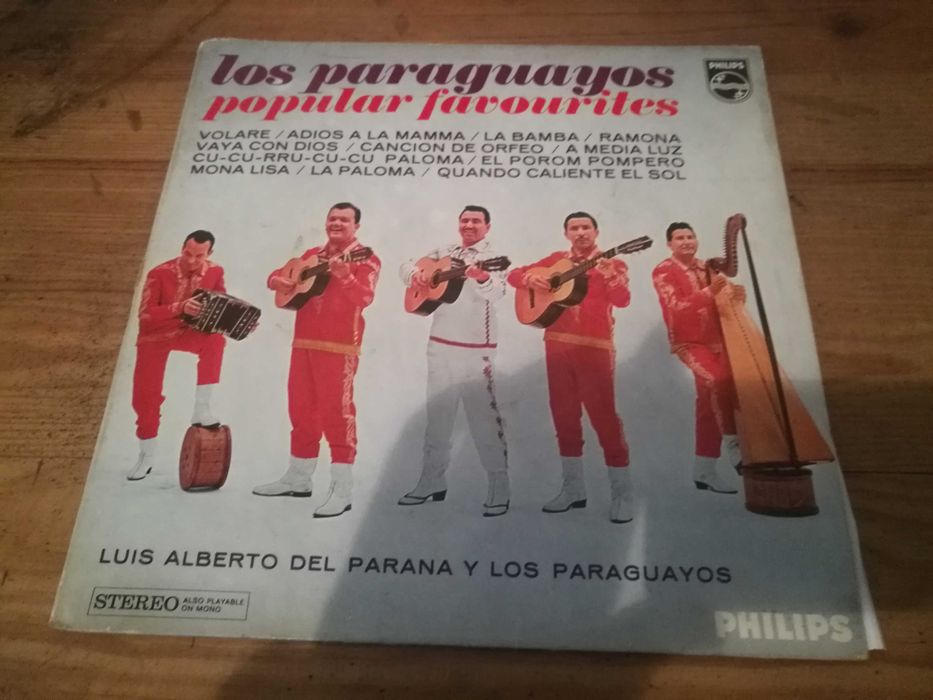 los paraguayos
popular favourites
PHILIPS
VOLARE / ADIOS A LA MAMMA / LA BAMBA / RAMONA
VAYA CON DIOS / CANCION DE ORFEO / A MEDIA LUZ
CU-CU-RRU-CU-CU PALOMA / EL POROM POMPERO
MONA LISA / LA PALOMA / QUANDO CALIENTE EL SOL
LUIS ALBERTO DEL PARANA Y LOS PARAGUAYOS
STEREO ALSO PLAYABLE
ON MONO
PHILIPS